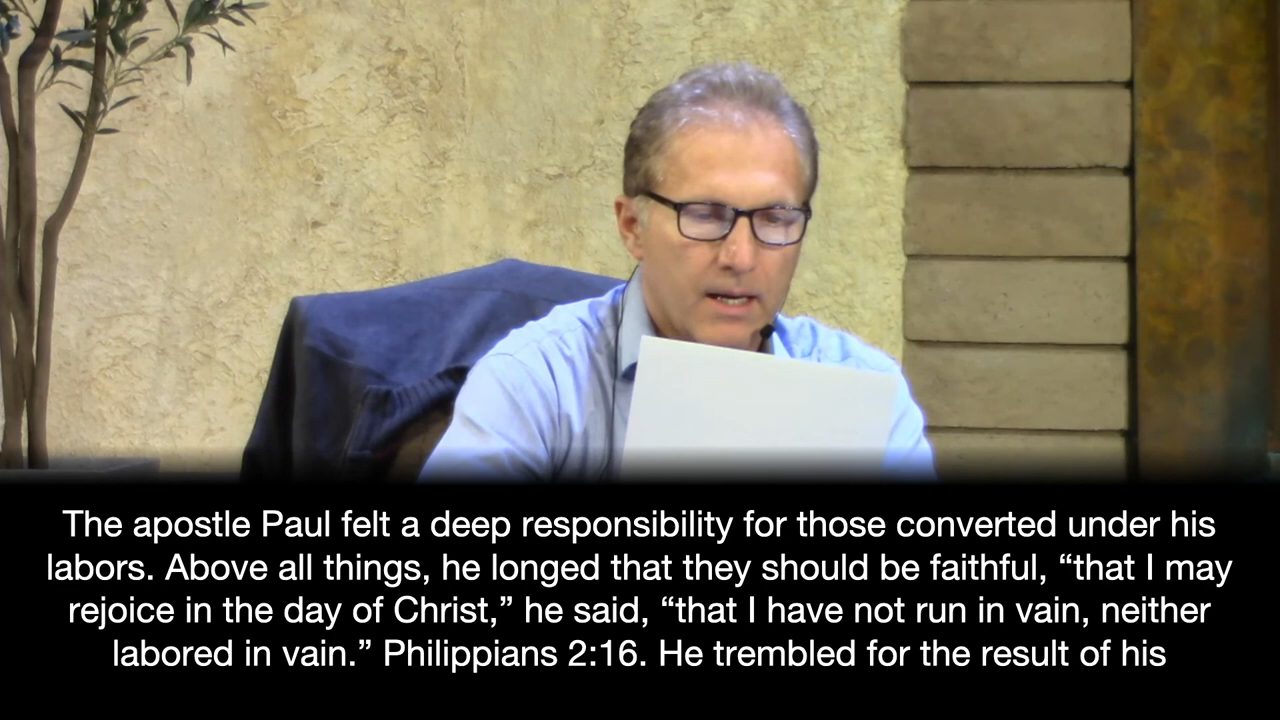 The apostle Paul felt a deep responsibility for those converted under his
labors. Above all things, he longed that they should be faithful, “that I may
rejoice in the day of Christ,” he said, “that I have not run in vain, neither
labored in vain.” Philippians 2:16. He trembled for the result of his